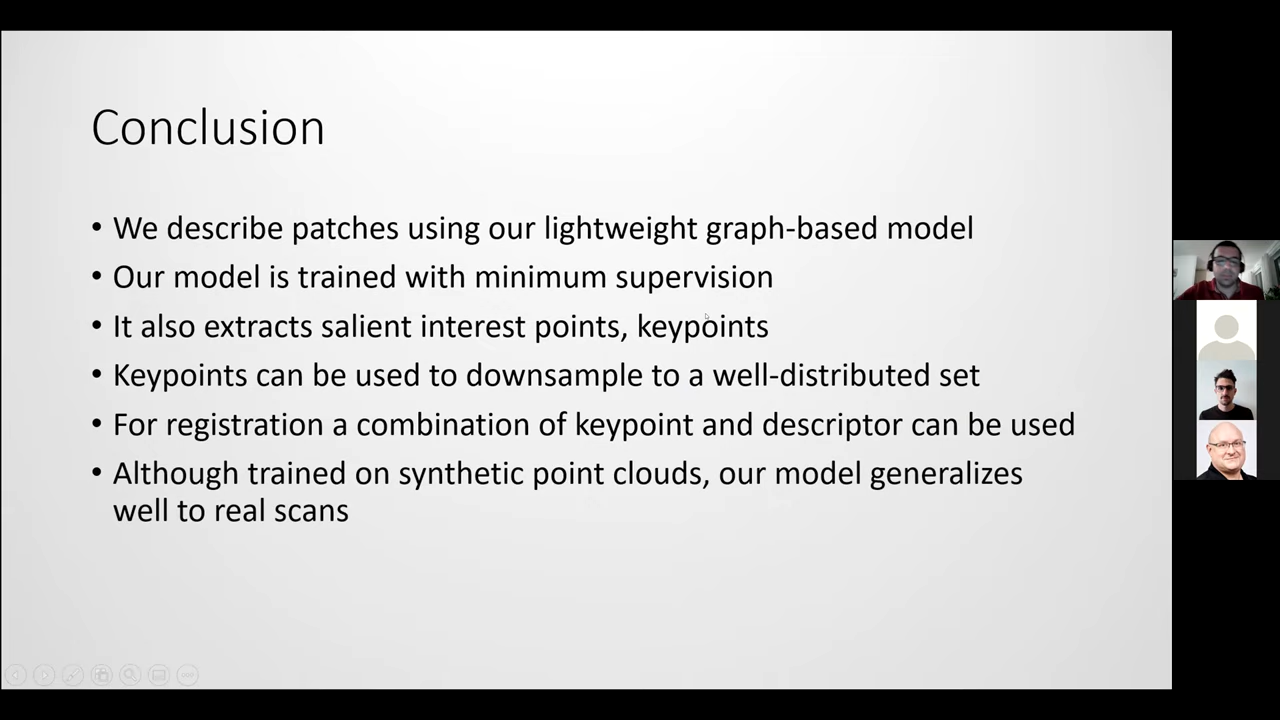 Conclusion
• We describe patches using our lightweight graph-based model
• Our model is trained with minimum supervision
• It also extracts salient interest points, keypoints
• Keypoints can be used to downsample to a well-distributed set
• For registration a combination of keypoint and descriptor can be used
• Although trained on synthetic point clouds, our model generalizes
well to real scans